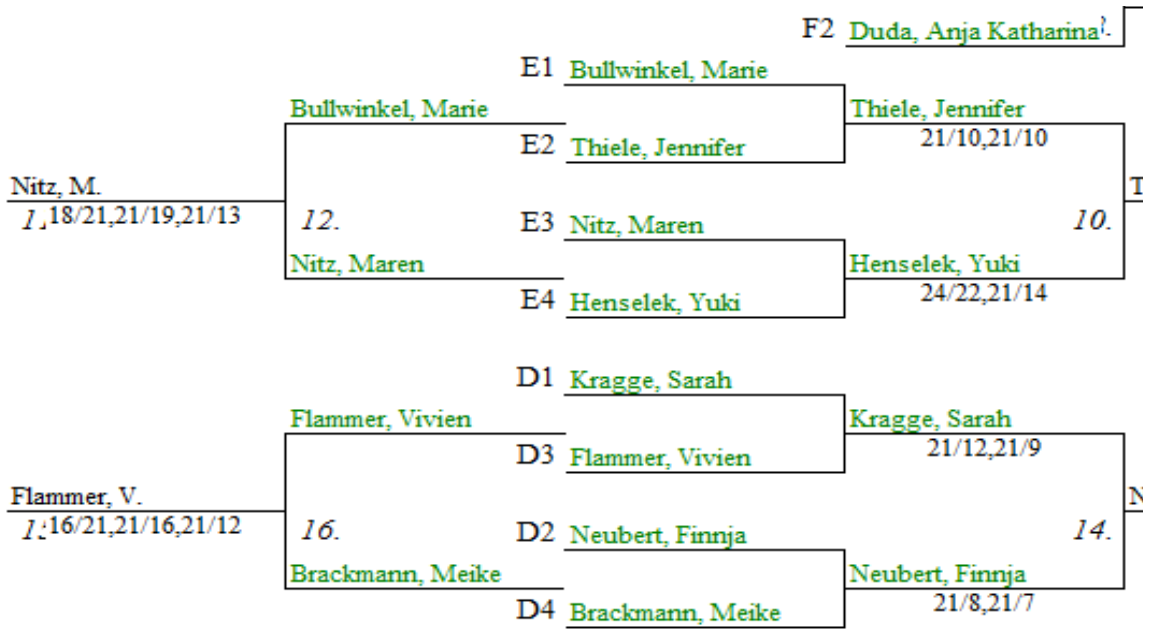 F2 Duda, Anja Katharina
E1 Bullwinkel, Marie
Bullwinkel, Marie
Thiele, Jennifer
21/10,21/10
E2 Thiele, Jennifer
Nitz, M.
18/21,21/19,21/13
12.
E3 Nitz, Maren
10.
Nitz, Maren
Henselek, Yuki
24/22,21/14
E4 Henselek, Yuki
D1 Kragge, Sarah
Flammer, Vivien
Kragge, Sarah
21/12,21/9
D3 Flammer, Vivien
Flammer, V.
16/21,21/16,21/12
16.
D2 Neubert, Finnja
14.
Brackmann, Meike
Neubert, Finnja
21/8,21/7
D4 Brackmann, Meike